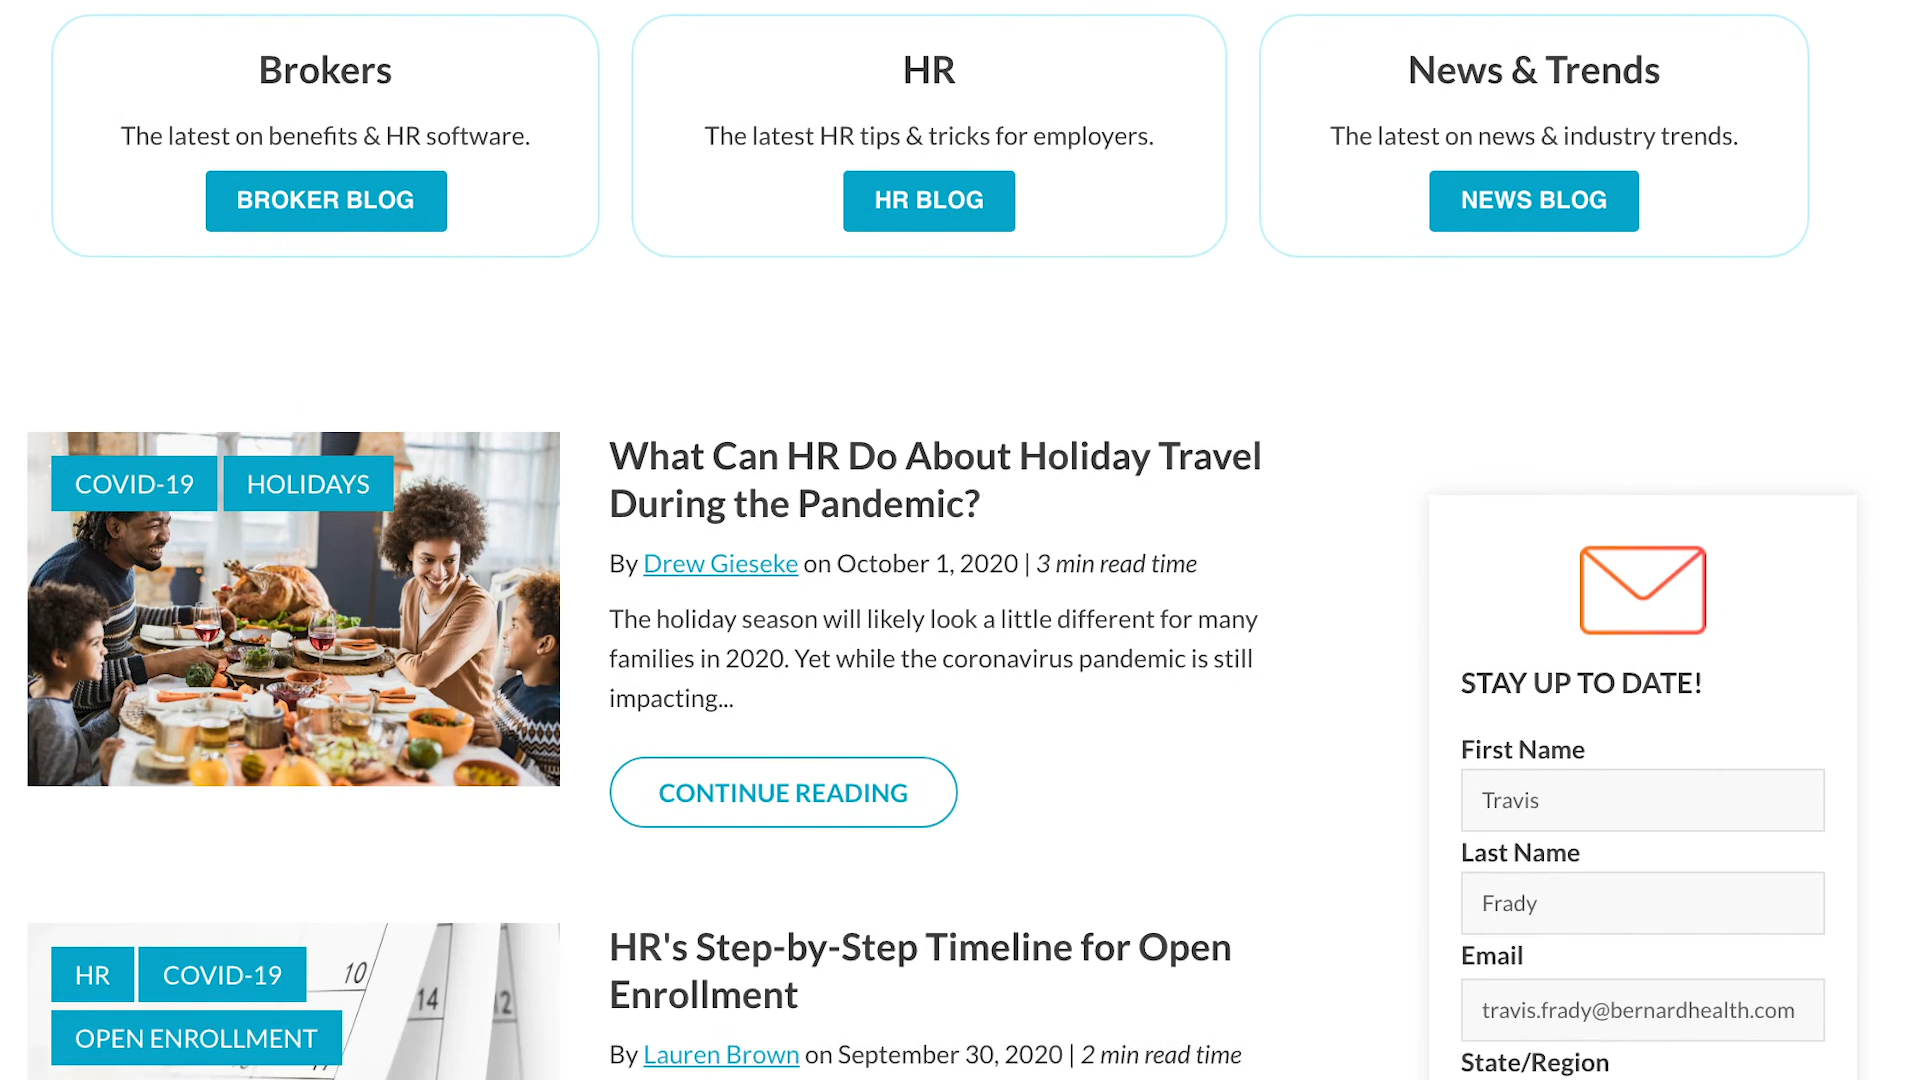 Brokers
The latest on benefits & HR software.
BROKER BLOG
HR
The latest HR tips & tricks for employers.
HR BLOG
News & Trends
The latest on news & industry trends.
NEWS BLOG
COVID-19
HOLIDAYS
What Can HR Do About Holiday Travel
During the Pandemic?
By Drew Gieseke on October 1, 2020 | 3 min read time
The holiday season will likely look a little different for many
families in 2020. Yet while the coronavirus pandemic is still
impacting...
CONTINUE READING
HR
COVID-19
OPEN ENROLLMENT
10
14
12
HR's Step-by-Step Timeline for Open
Enrollment
By Lauren Brown on September 30, 2020 | 2 min read time
STAY UP TO DATE!
First Name
Travis
Last Name
Frady
Email
travis.frady@bernardhealth.com
State/Region